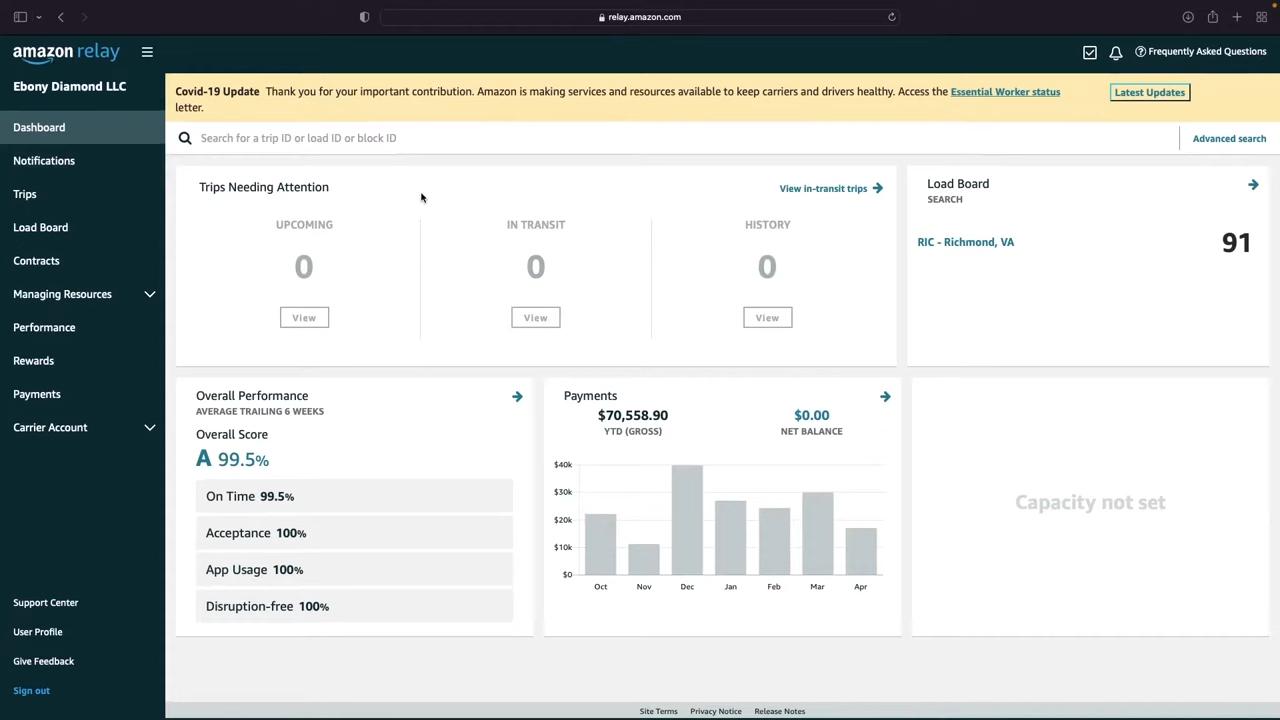 relay.amazon.com
amazon relay
Frequently Asked Questions
Ebony Diamond LLC
Dashboard
Notifications
Trips
Load Board
Contracts
Managing Resources
Performance
Rewards
Payments
Carrier Account
Support Center
User Profile
Give Feedback
Sign out
Covid-19 Update Thank you for your important contribution. Amazon is making services and resources available to keep carriers and drivers healthy. Access the Essential Worker status
letter.
Latest Updates
Search for a trip ID or load ID or block ID
Advanced search
Trips Needing Attention
View in-transit trips
UPCOMING
0
View
IN TRANSIT
0
View
HISTORY
0
View
Load Board
SEARCH
RIC - Richmond, VA
91
Overall Performance
AVERAGE TRAILING 6 WEEKS
Overall Score
A 99.5%
On Time 99.5%
Acceptance 100%
App Usage 100%
Disruption-free 100%
Payments
$70,558.90
YTD (GROSS)
$0.00
NET BALANCE
$40k
$30k
$20k
$10k
$0
Oct Nov Dec Jan Feb Mar Apr
Capacity not set
Site Terms Privacy Notice Release Notes